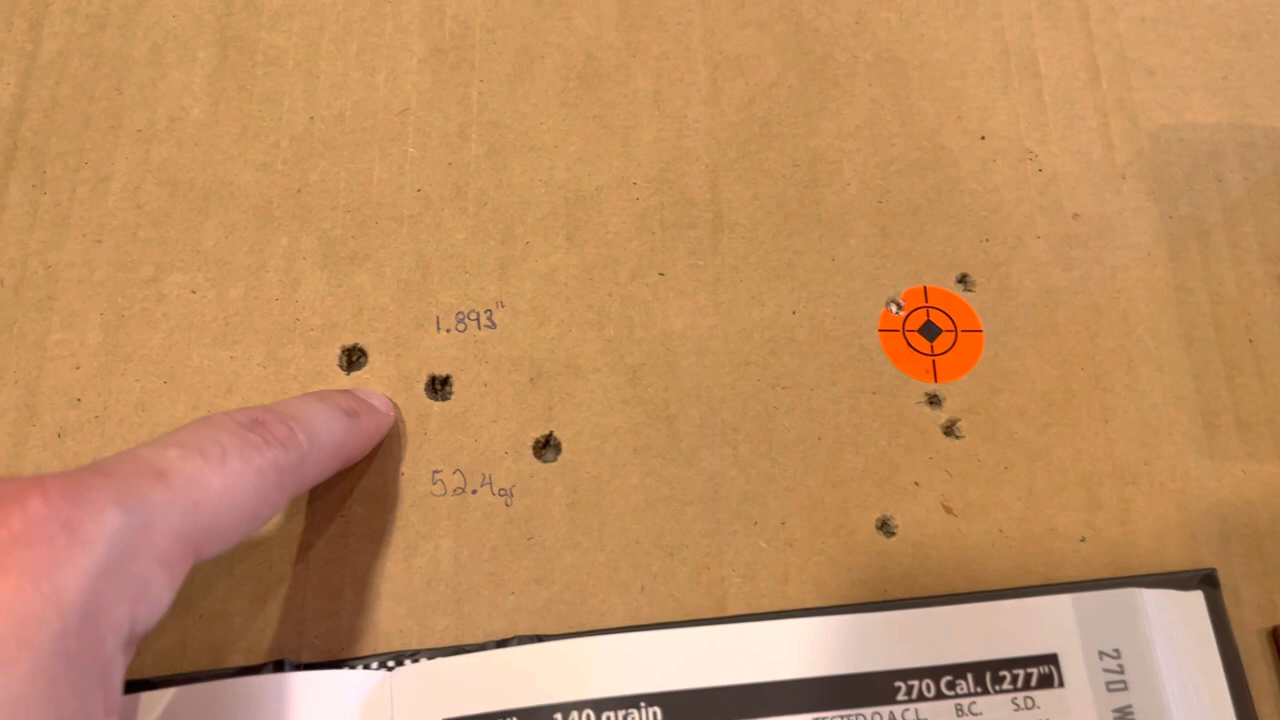 1.893"
52.4gr
270 Cal. (.277")
140 grain
TESTED O.A.C.L. B.C. S.D.
270 W